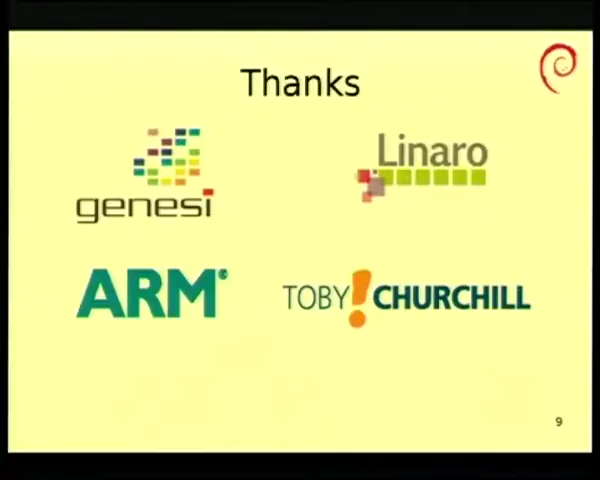 Thanks
genesi
Linaro
ARM®
TOBY!CHURCHILL
9